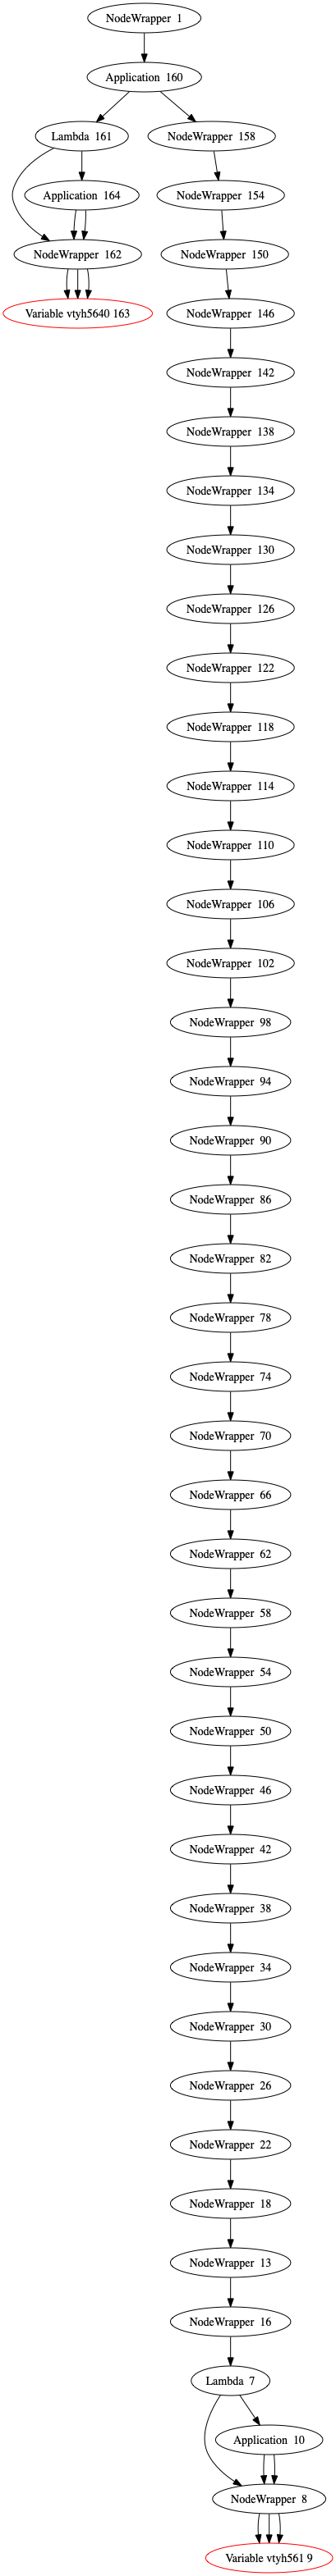 NodeWrapper 1
Application 160
Lambda 161
NodeWrapper 158
Application 164
NodeWrapper 154
NodeWrapper 162
NodeWrapper 150
Variable vtyh5640 163
NodeWrapper 146
NodeWrapper 142
NodeWrapper 138
NodeWrapper 134
NodeWrapper 130
NodeWrapper 126
NodeWrapper 122
NodeWrapper 118
NodeWrapper 114
NodeWrapper 110
NodeWrapper 106
NodeWrapper 102
NodeWrapper 98
NodeWrapper 94
NodeWrapper 90
NodeWrapper 86
NodeWrapper 82
NodeWrapper 78
NodeWrapper 74
NodeWrapper 70
NodeWrapper 66
NodeWrapper 62
NodeWrapper 58
NodeWrapper 54
NodeWrapper 50
NodeWrapper 46
NodeWrapper 42
NodeWrapper 38
NodeWrapper 34
NodeWrapper 30
NodeWrapper 26
NodeWrapper 22
NodeWrapper 18
NodeWrapper 13
NodeWrapper 16
Lambda 7
Application 10
NodeWrapper 8
Variable vtyh561 9